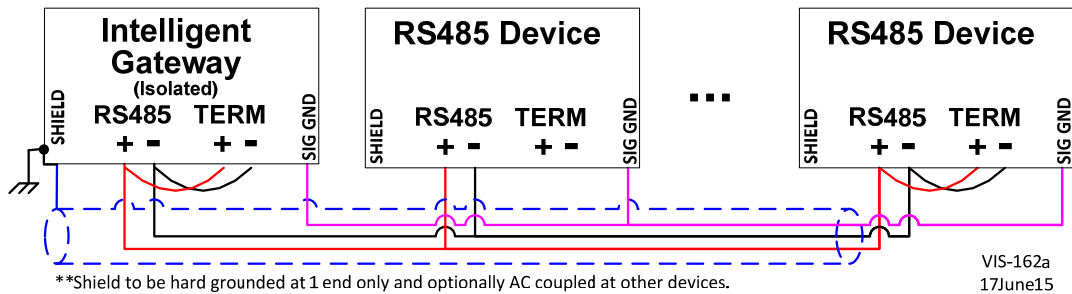 Intelligent
Gateway
(Isolated)
SHIELD
RS485 TERM
+ - + -
SIG GND
RS485 Device
SHIELD
RS485 TERM
+ - + -
SIG GND
...
RS485 Device
SHIELD
RS485 TERM
+ - + -
SIG GND
**Shield to be hard grounded at 1 end only and optionally AC coupled at other devices.
VIS-162a
17June15